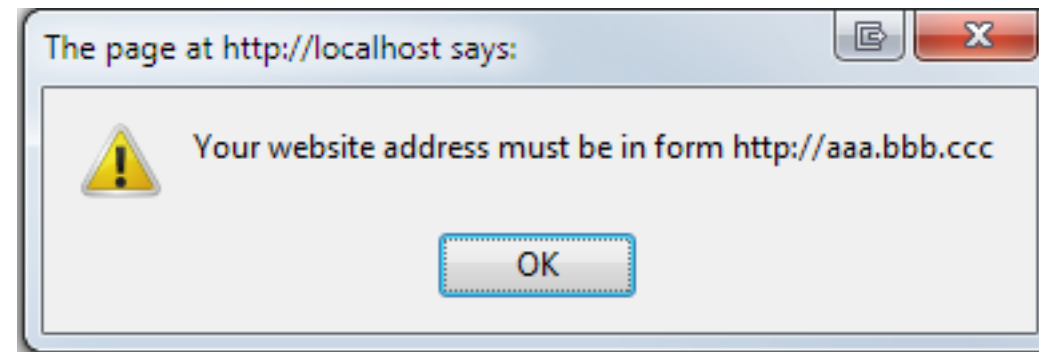 The page at http://localhost says:
Your website address must be in form http://aaa.bbb.ccc
OK